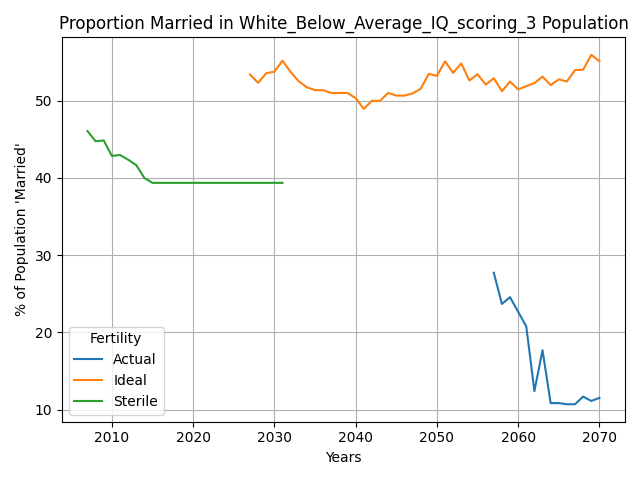 Proportion Married in White_Below_Average_IQ_scoring_3 Population
% of Population 'Married'
50
40
30
20
10
Fertility
Actual
Ideal
Sterile
2010 2020 2030 2040 2050 2060 2070
Years